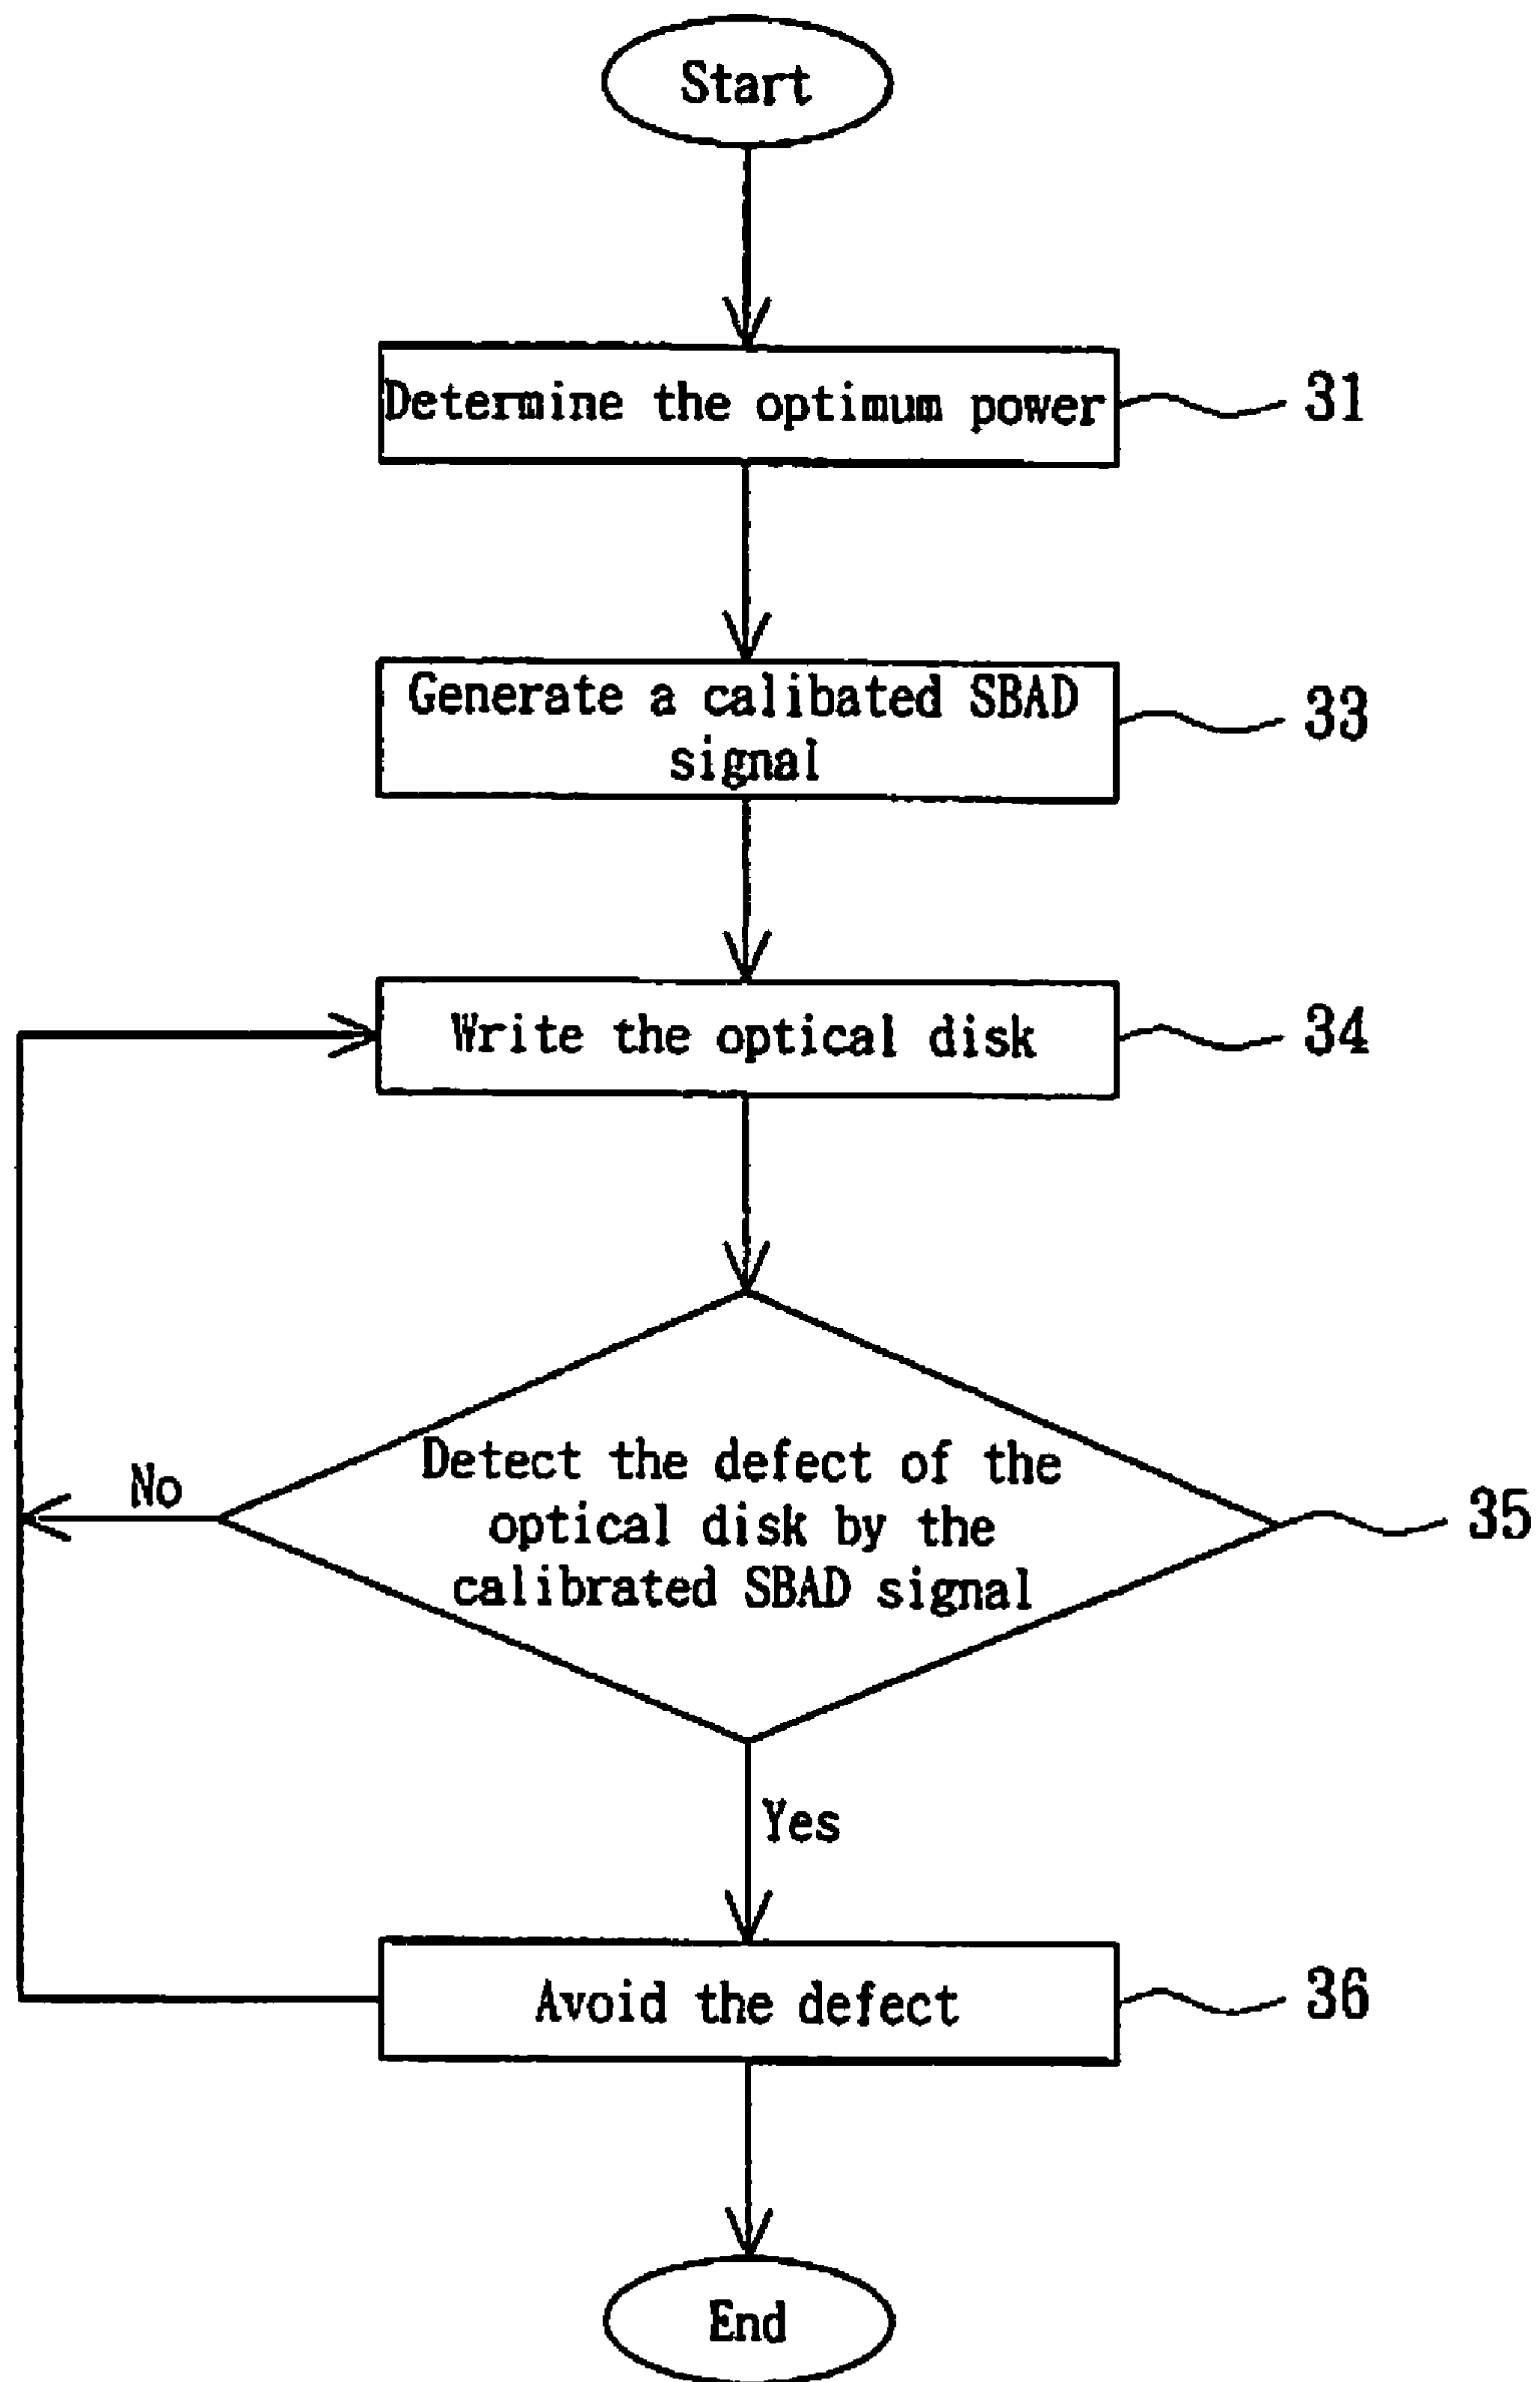 Start
Determine the optimum power
31
Generate a calibated SBAD
signal
33
Write the optical disk
34
Detect the defect of the
optical disk by the
calibrated SBAD signal
35
No
Yes
Avoid the defect
36
End